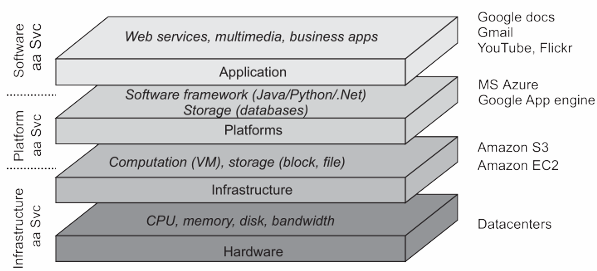 Software
aa Svc
Web services, multimedia, business apps
Application
Google docs
Gmail
YouTube, Flickr
Platform
aa Svc
Software framework (Java/Python/.Net)
Storage (databases)
Platforms
MS Azure
Google App engine
Infrastructure
aa Svc
Computation (VM), storage (block, file)
Infrastructure
Amazon S3
Amazon EC2
CPU, memory, disk, bandwidth
Hardware
Datacenters